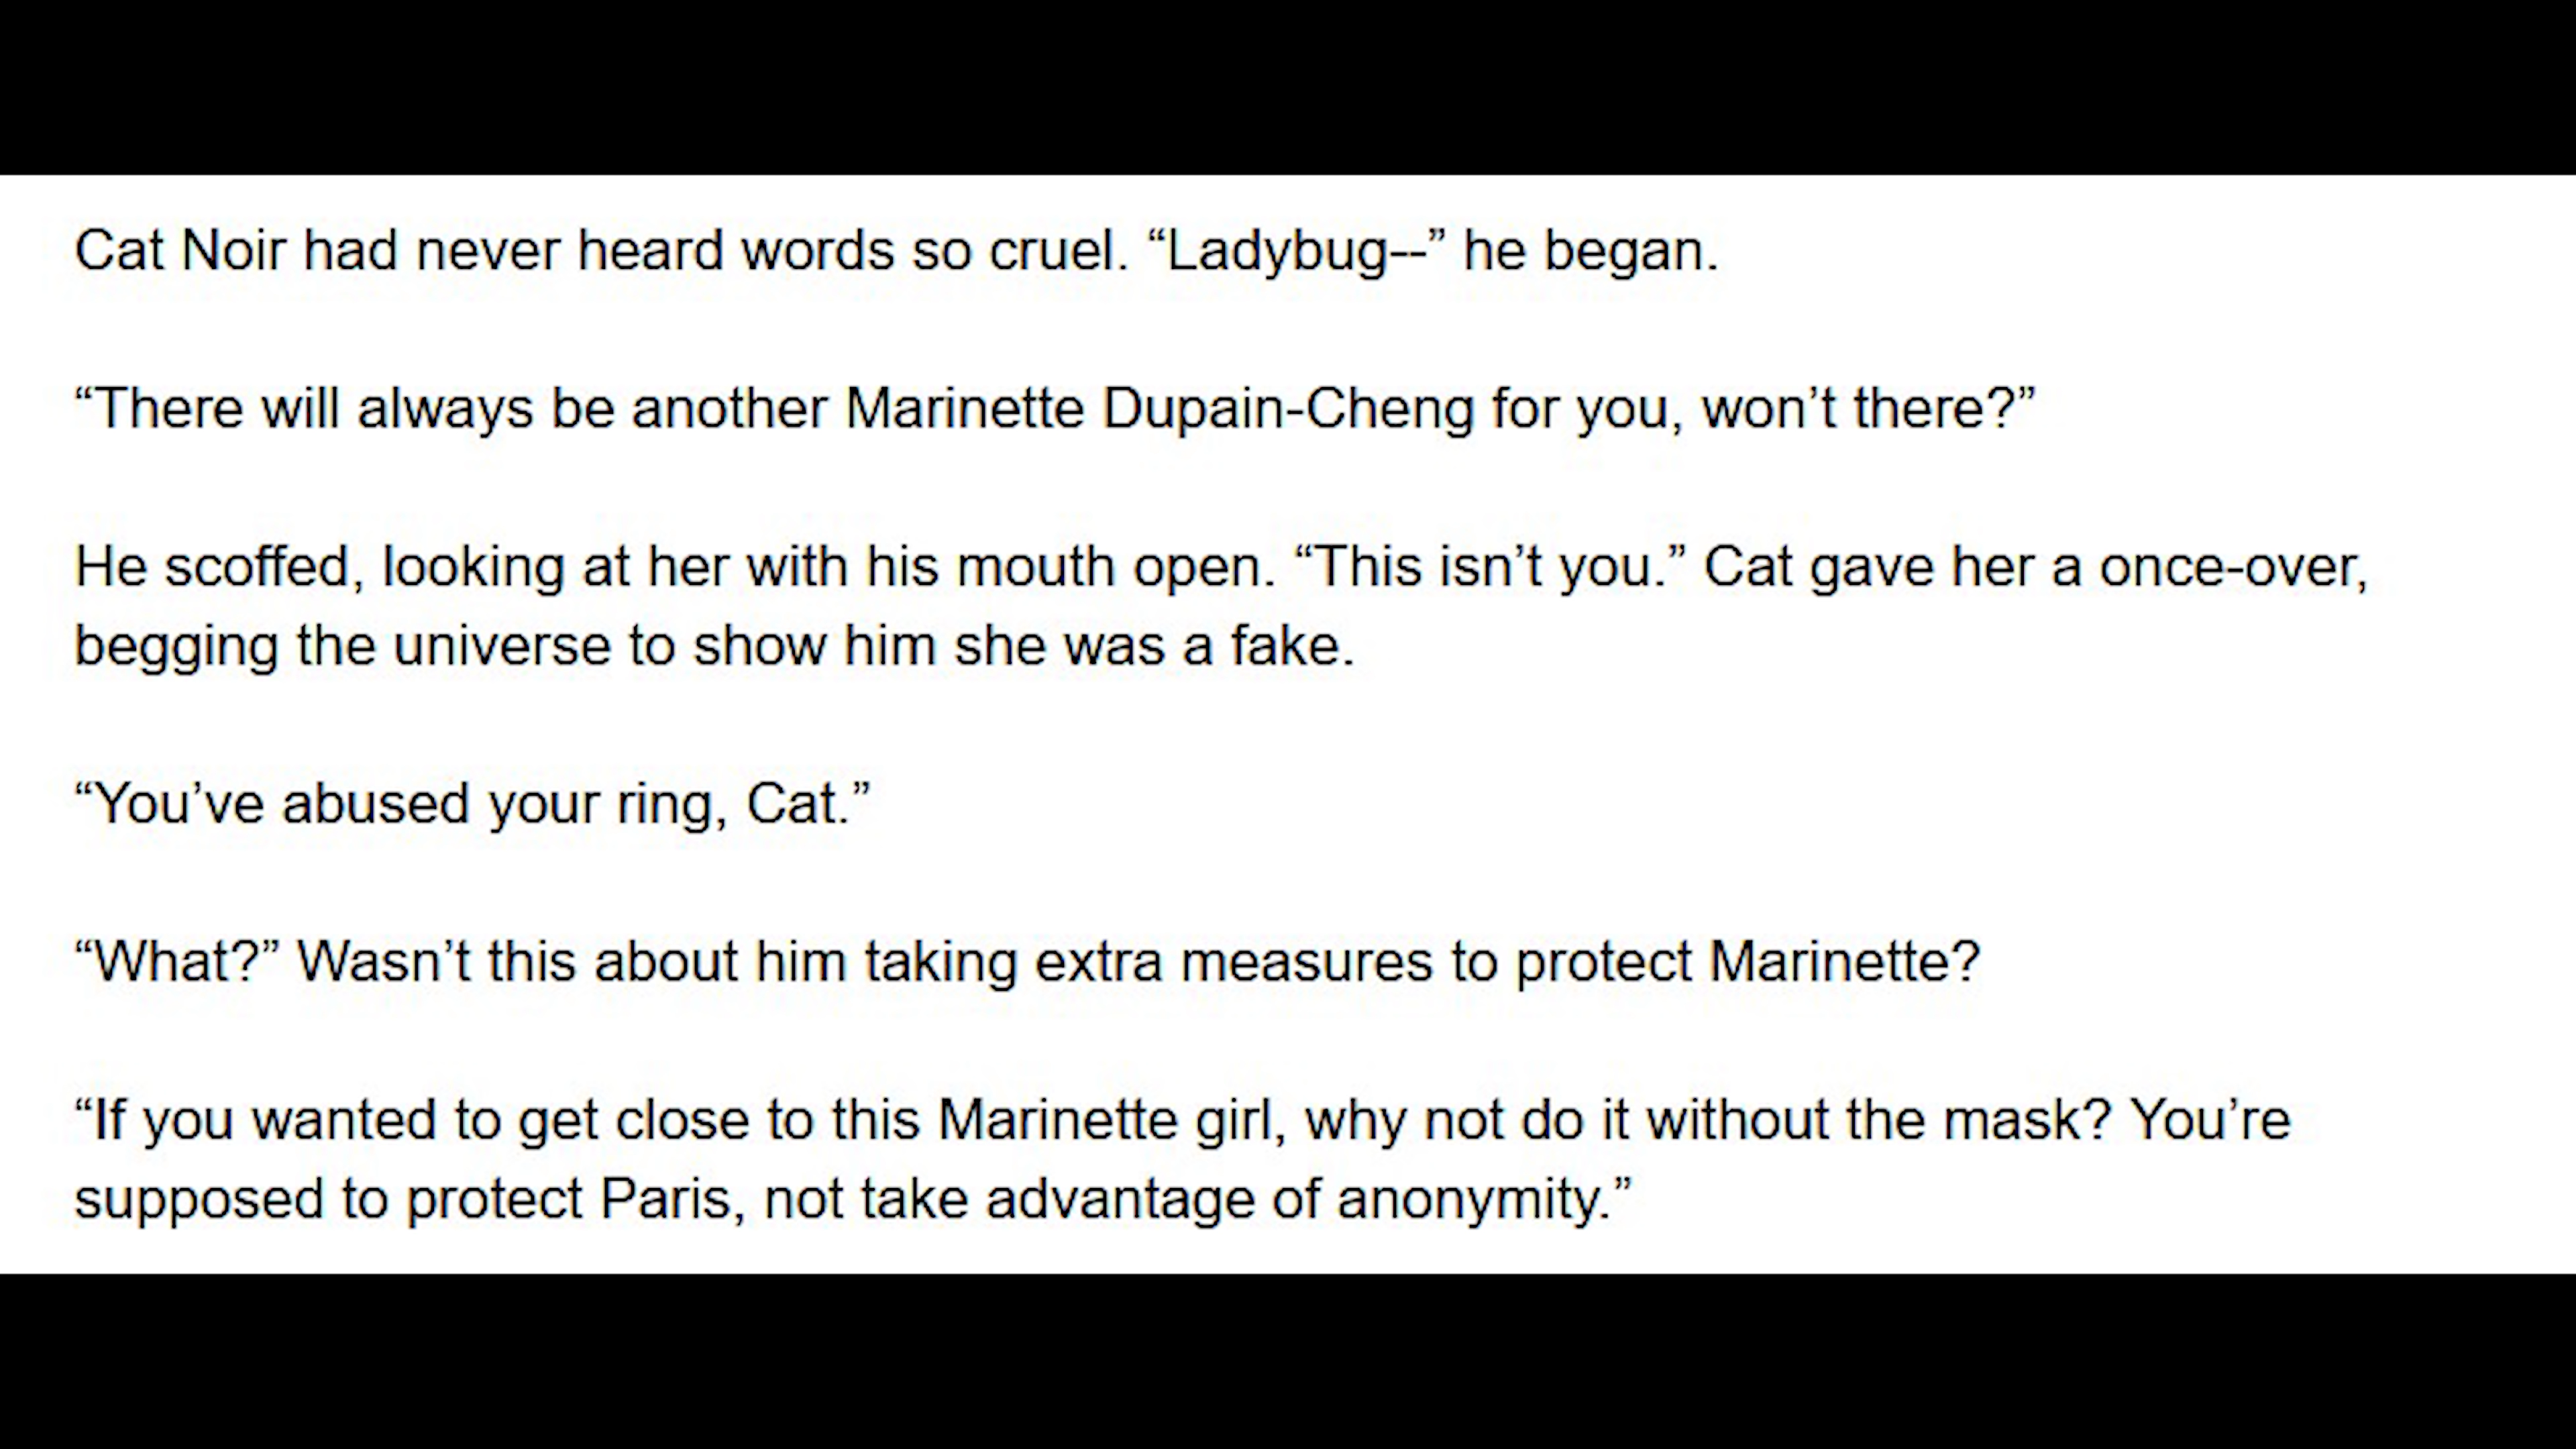 Cat Noir had never heard words so cruel. “Ladybug--” he began.
“There will always be another Marinette Dupain-Cheng for you, won’t there?”
He scoffed, looking at her with his mouth open. “This isn’t you.” Cat gave her a once-over,
begging the universe to show him she was a fake.
“You’ve abused your ring, Cat.”
“What?” Wasn’t this about him taking extra measures to protect Marinette?
“If you wanted to get close to this Marinette girl, why not do it without the mask? You’re
supposed to protect Paris, not take advantage of anonymity.”